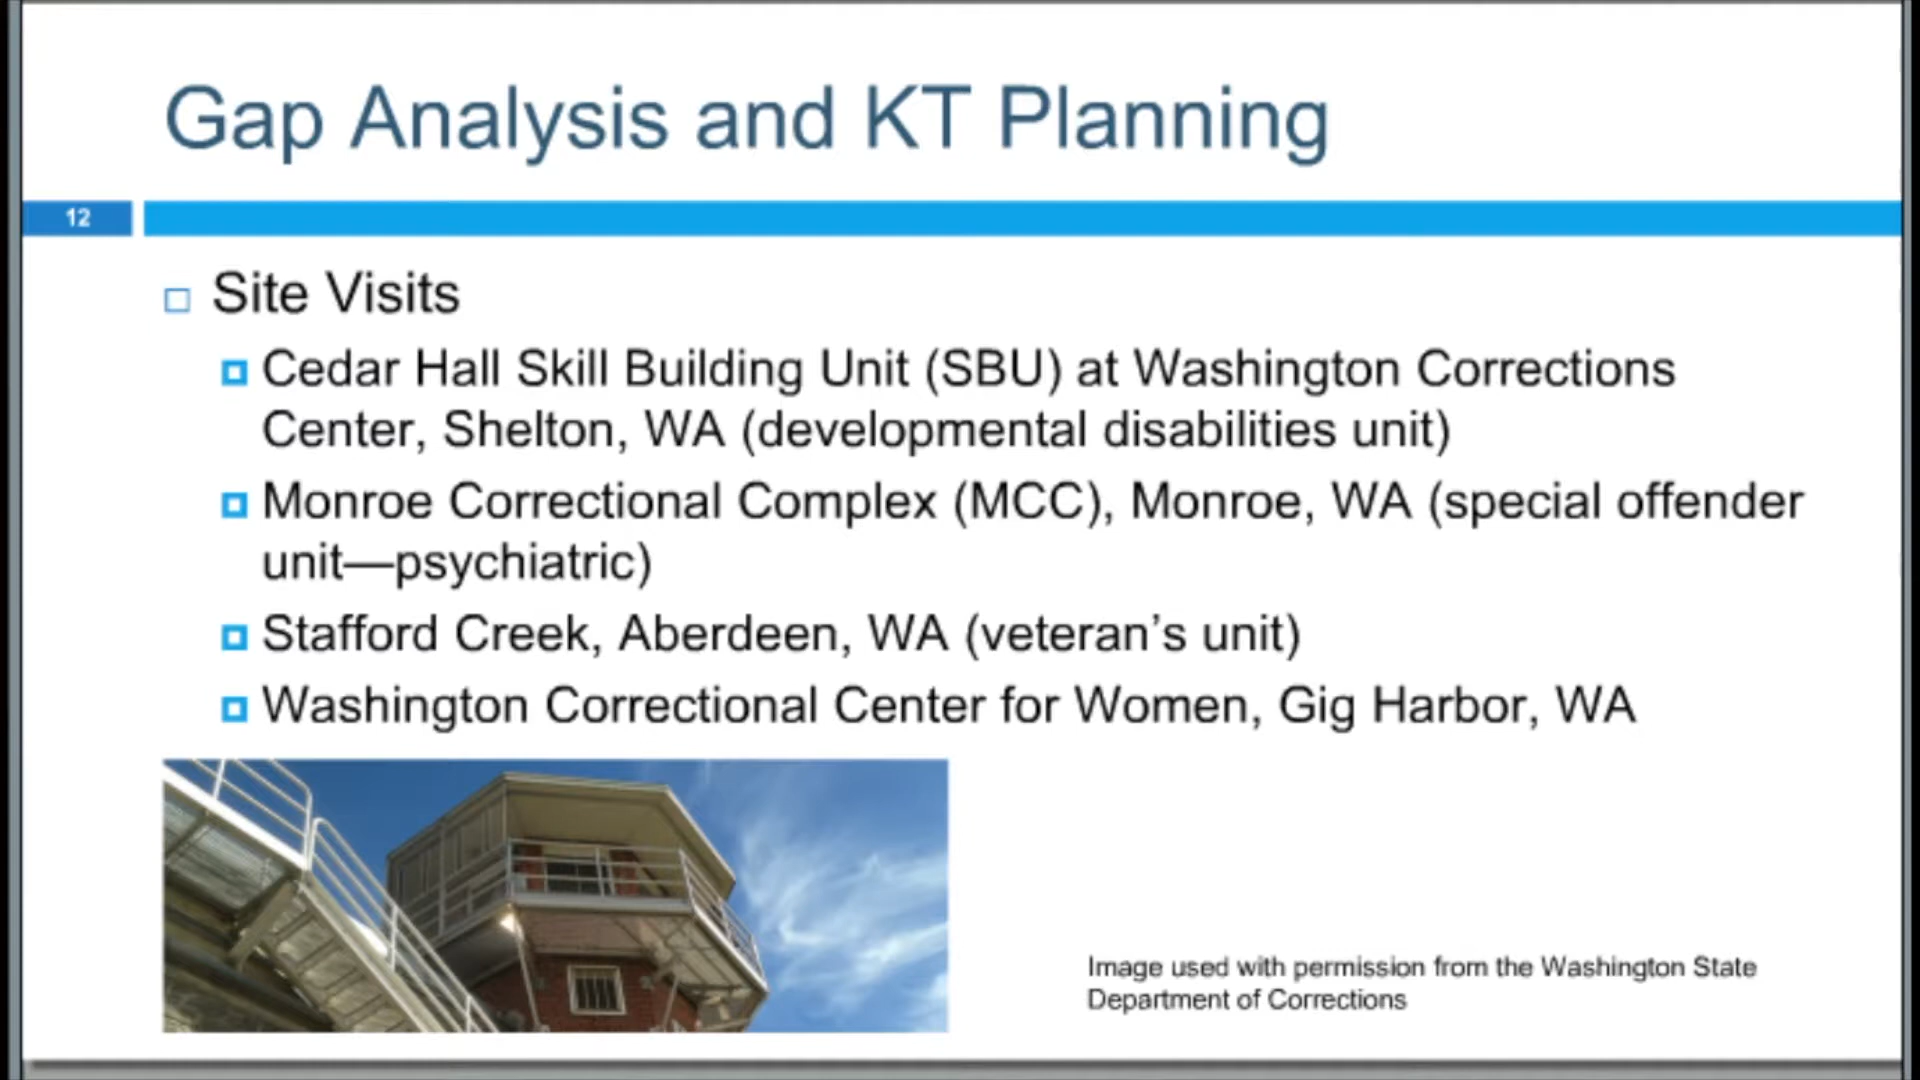 Gap Analysis and KT Planning
12
Site Visits
Cedar Hall Skill Building Unit (SBU) at Washington Corrections
Center, Shelton, WA (developmental disabilities unit)
Monroe Correctional Complex (MCC), Monroe, WA (special offender
unit—psychiatric)
Stafford Creek, Aberdeen, WA (veteran’s unit)
Washington Correctional Center for Women, Gig Harbor, WA
Image used with permission from the Washington State
Department of Corrections